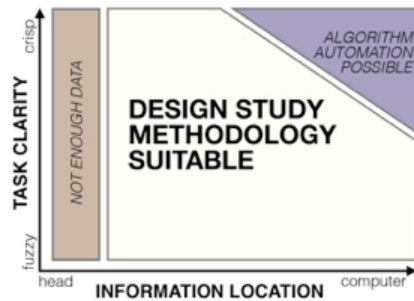 crisp
TASK CLARITY
fuzzy
NOT ENOUGH DATA
DESIGN STUDY
METHODOLOGY
SUITABLE
ALGORITHM
AUTOMATION
POSSIBLE
head
computer
INFORMATION LOCATION